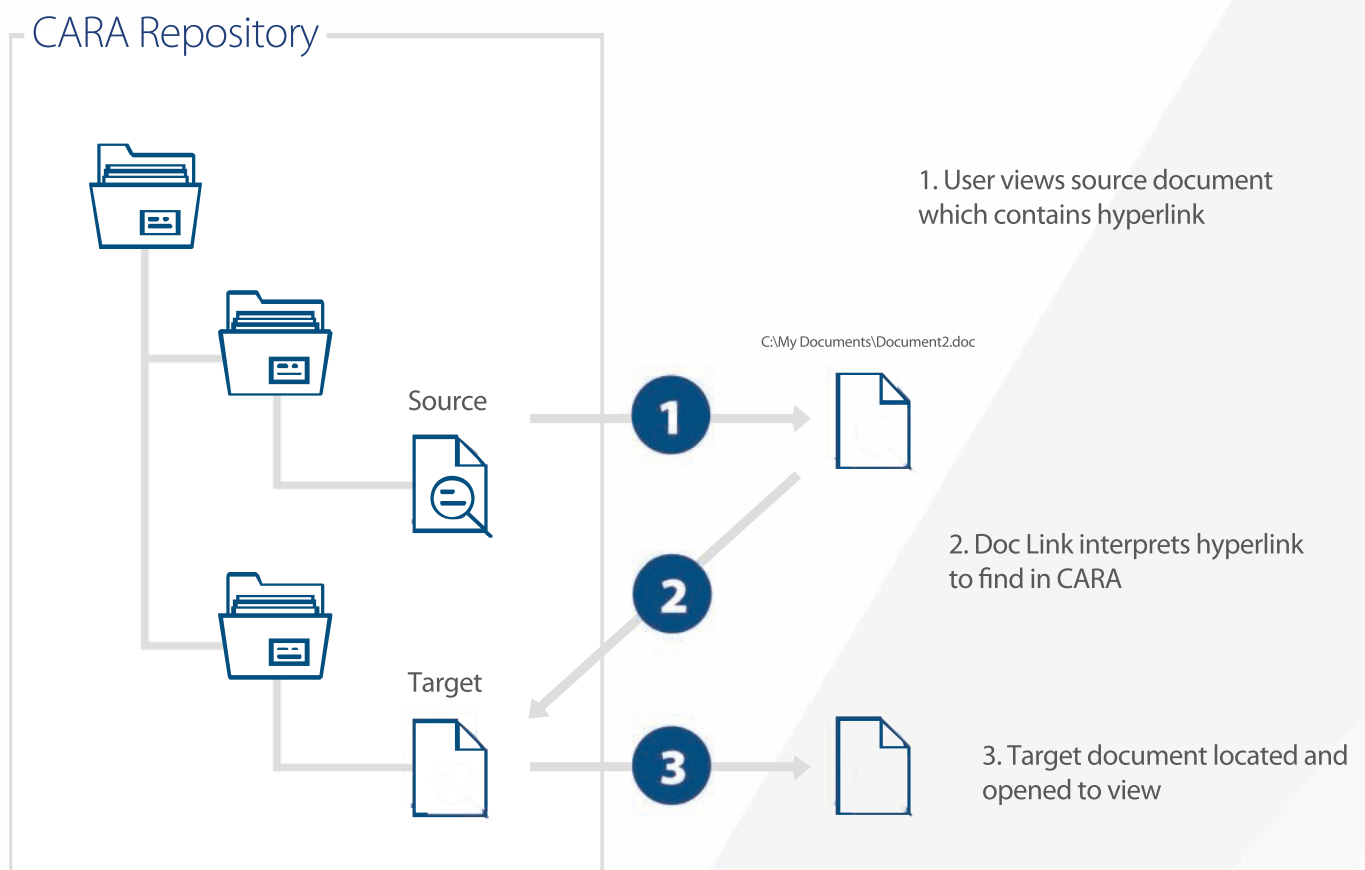 CARA Repository
1. User views source document
which contains hyperlink
C:\My Documents\Document2.doc
Source
1
2. Doc Link interprets hyperlink
to find in CARA
2
Target
3
3. Target document located and
opened to view